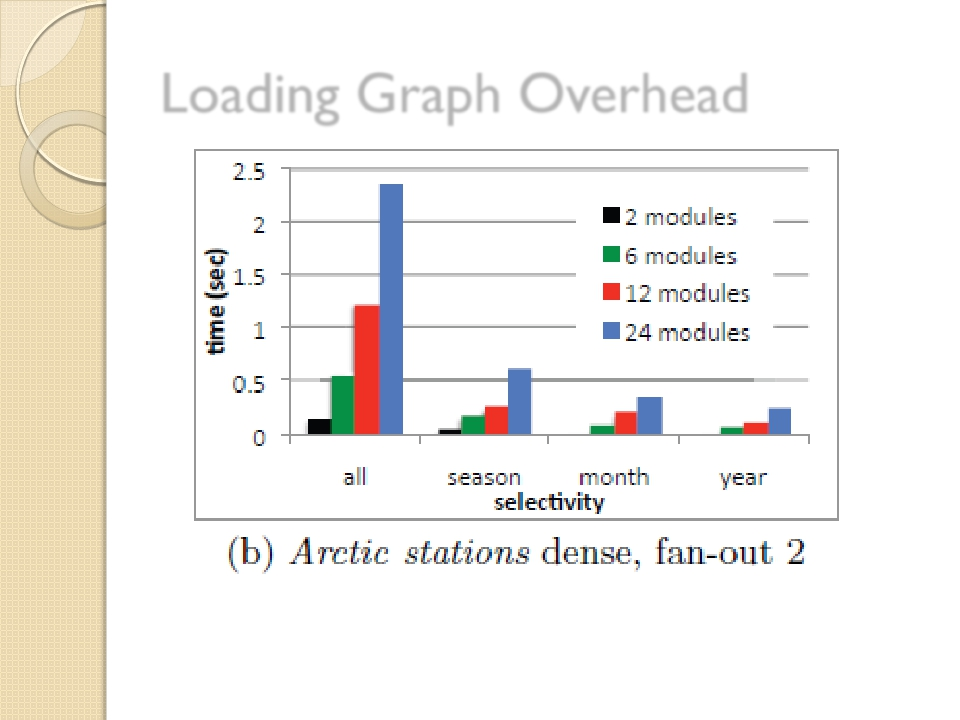 Loading Graph Overhead
2.5
2
1.5
1
0.5
0
time (sec)
2 modules
6 modules
12 modules
24 modules
all season month year
selectivity
(b) Arctic stations dense, fan-out 2